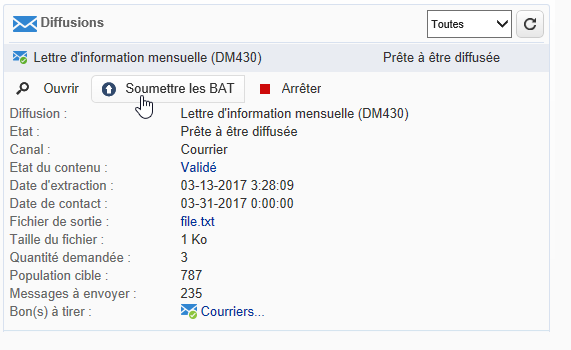 Diffusions Toutes
Lettre d'information mensuelle (DM430) Prête à être diffusée
Ouvrir Soumettre les BAT Arrêter
Diffusion : Lettre d'information mensuelle (DM430)
Etat : Prête à être diffusée
Canal : Courrier
Etat du contenu : Validé
Date d'extraction : 03-13-2017 3:28:09
Date de contact : 03-31-2017 0:00:00
Fichier de sortie : file.txt
Taille du fichier : 1 Ko
Quantité demandée : 3
Population cible : 787
Messages à envoyer : 235
Bon(s) à tirer : Courriers...